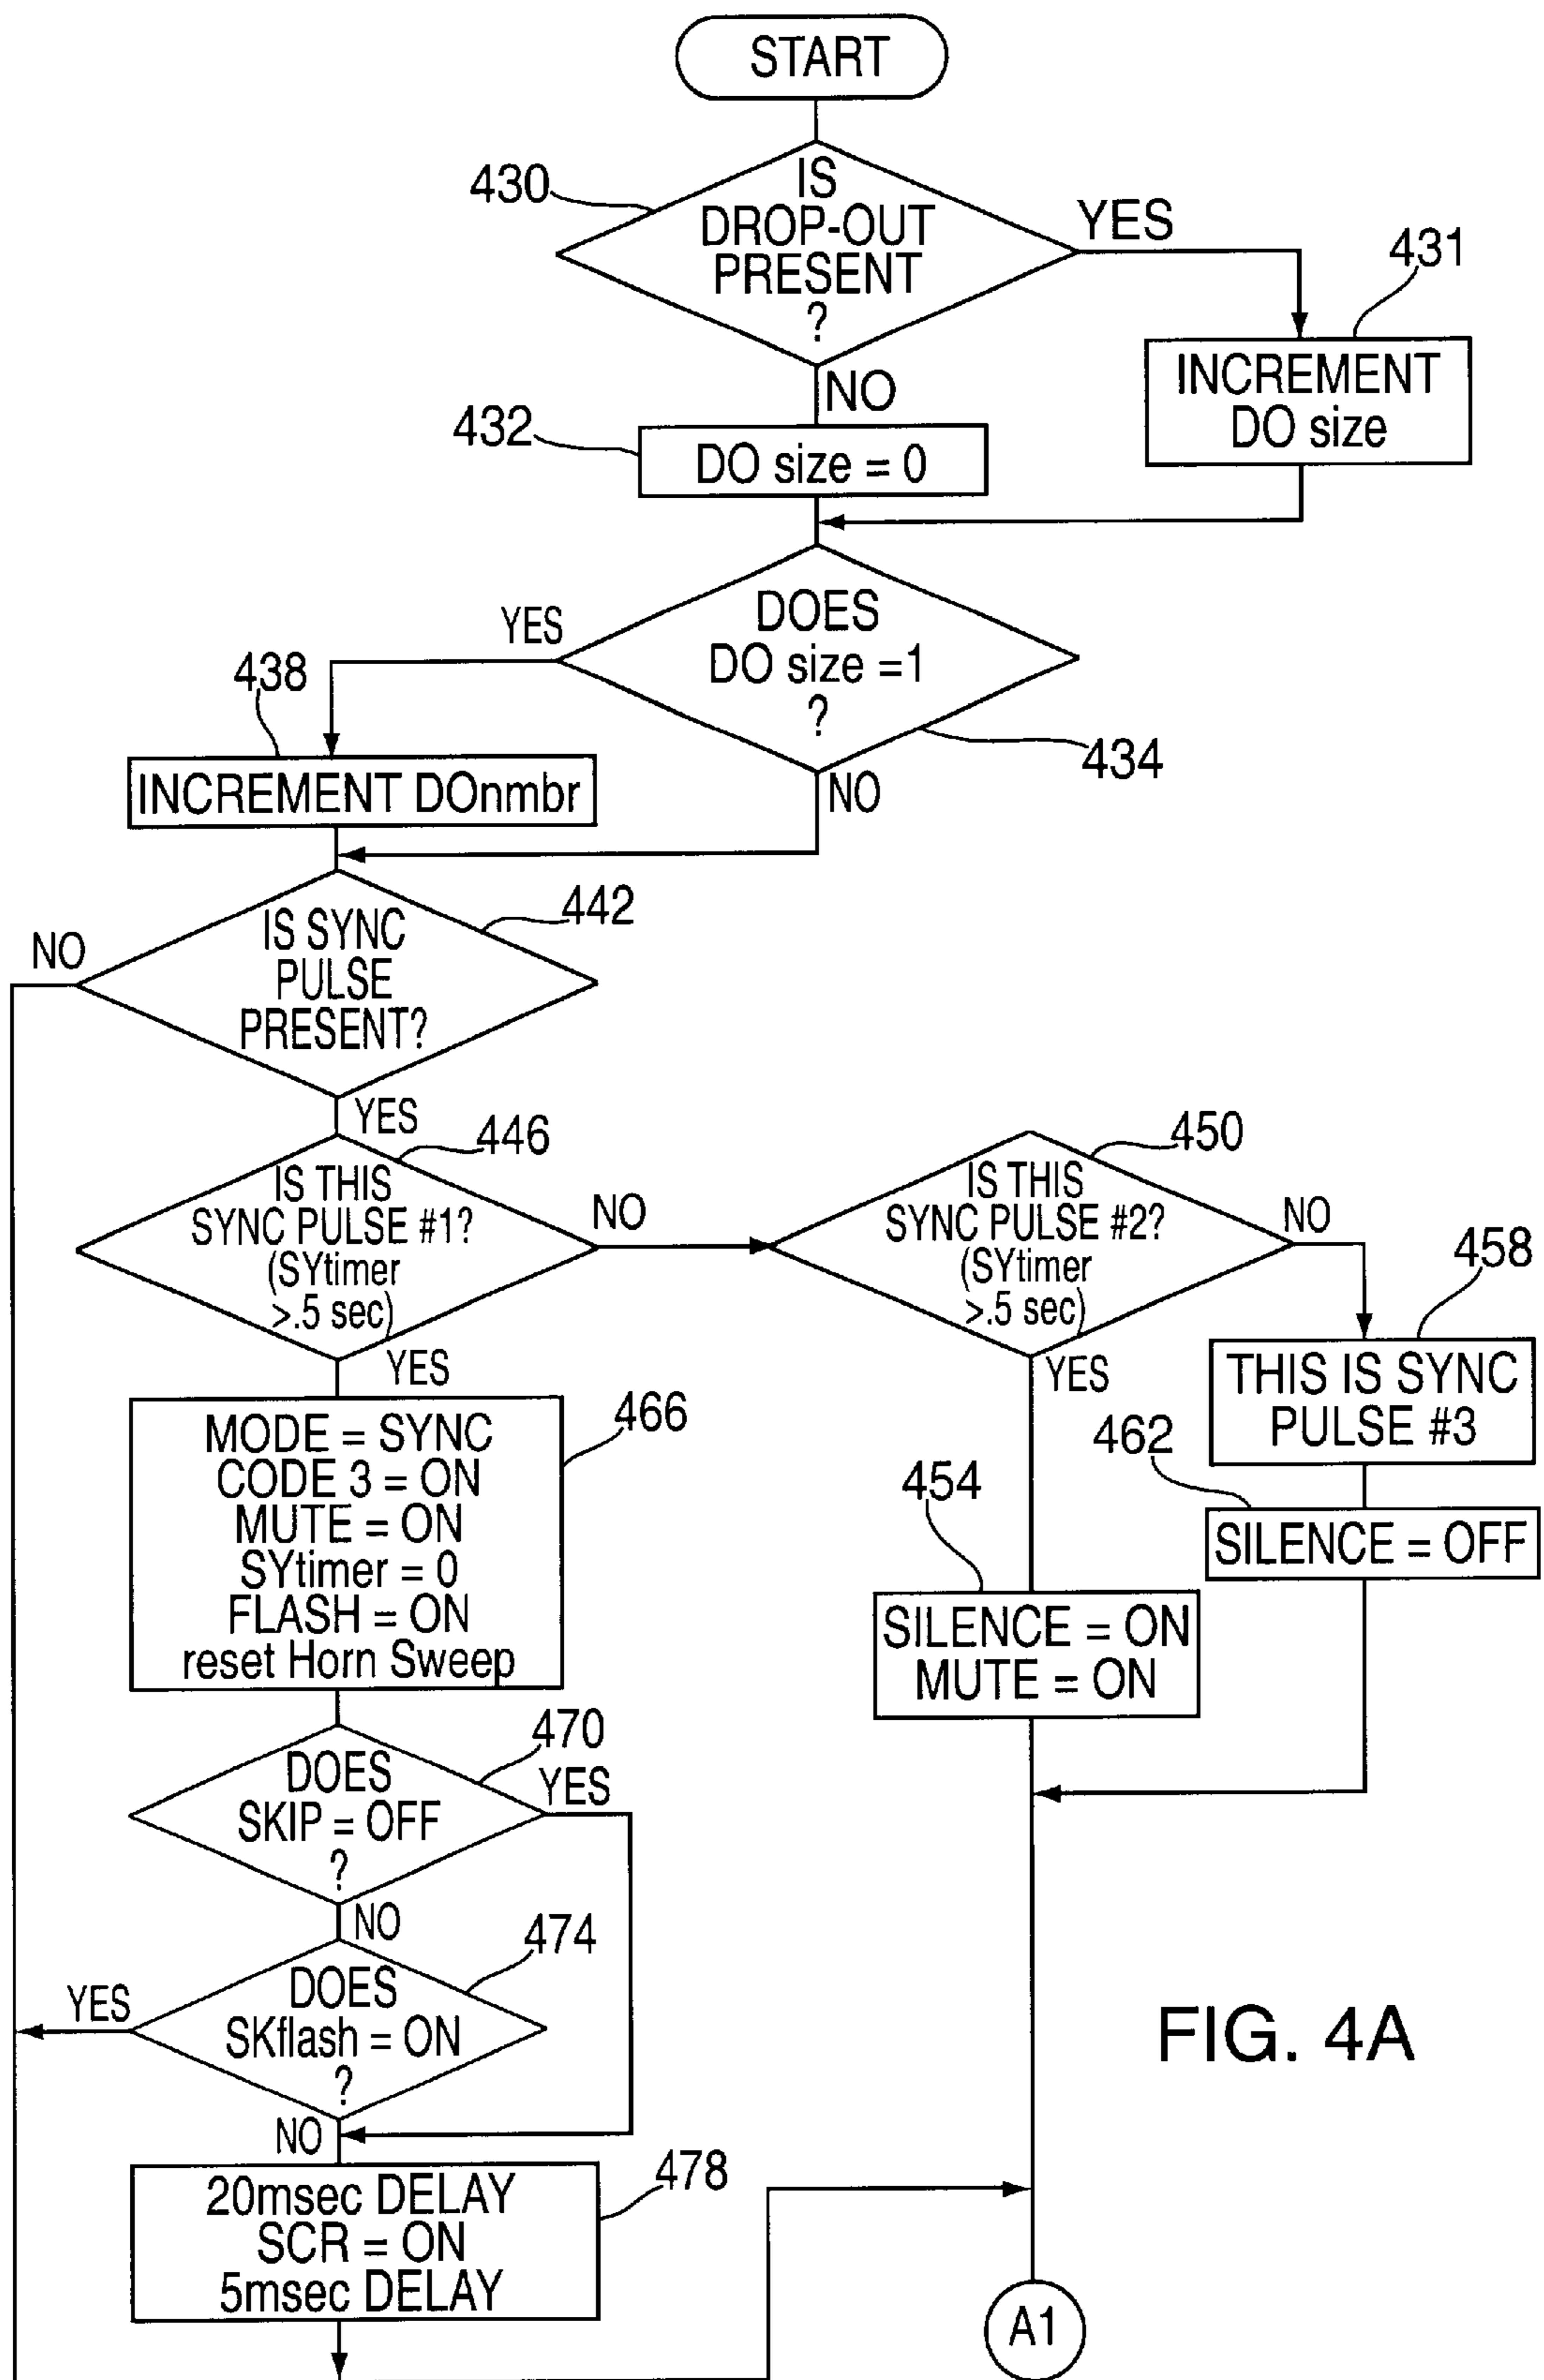 START
430
IS
DROP-OUT
PRESENT
?
YES
431
INCREMENT
DO size
NO
432
DO size = 0
DOES
DO size =1
?
YES
434
438
INCREMENT DOnmbr
NO
442
IS SYNC
PULSE
PRESENT?
NO
YES
446
IS THIS
SYNC PULSE #1?
(SYtimer
>.5 sec)
NO
450
IS THIS
SYNC PULSE #2?
(SYtimer
>.5 sec)
NO
458
THIS IS SYNC
PULSE #3
YES
YES
466
MODE = SYNC
CODE 3 = ON
MUTE = ON
SYtimer = 0
FLASH = ON
reset Horn Sweep
462
SILENCE = OFF
454
SILENCE = ON
MUTE = ON
470
DOES
SKIP = OFF
?
YES
NO
474
DOES
SKflash = ON
?
YES
NO
478
20msec DELAY
SCR = ON
5msec DELAY
A1
FIG. 4A